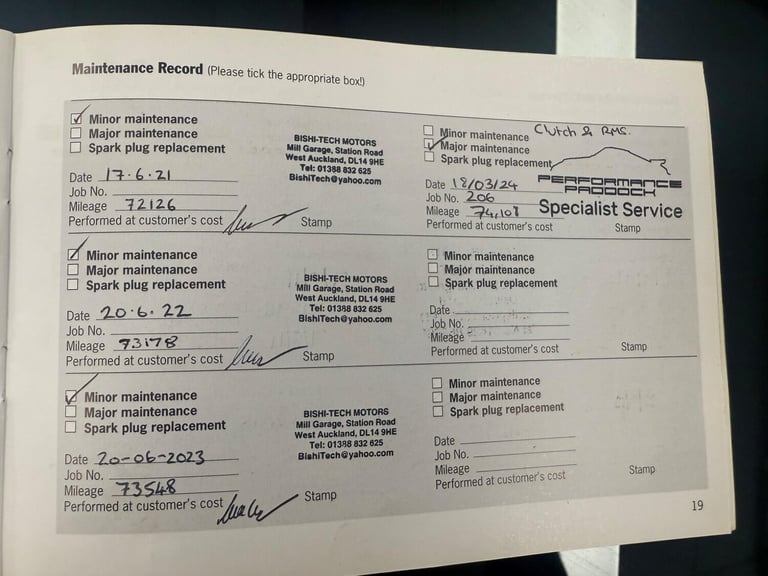 Maintenance Record (Please tick the appropriate box!)
Minor maintenance
Major maintenance
Spark plug replacement
Date 17.6.21
Job No.
Mileage 72126
Performed at customer's cost
Stamp
BISHI-TECH MOTORS
Mill Garage, Station Road
West Auckland, DL14 9HE
Tel: 01388 832 625
BishiTech@yahoo.com
Minor maintenance
Major maintenance
Spark plug replacement
Date 20.6.22
Job No.
Mileage 93178
Performed at customer's cost
Stamp
BISHI-TECH MOTORS
Mill Garage, Station Road
West Auckland, DL14 9HE
Tel: 01388 832 625
BishiTech@yahoo.com
Minor maintenance
Major maintenance
Spark plug replacement
Date 20-06-2023
Job No.
Mileage 73548
Performed at customer's cost
Stamp
BISHI-TECH MOTORS
Mill Garage, Station Road
West Auckland, DL14 9HE
Tel: 01388 832 625
BishiTech@yahoo.com
Minor maintenance Clutch & RMS.
Major maintenance
Spark plug replacement
Date 18/03/24
Job No. 206
Mileage 74,108
Performed at customer's cost
Stamp
PERFORMANCE
PADDOCK
Specialist Service
Minor maintenance
Major maintenance
Spark plug replacement
Date
Job No.
Mileage
Performed at customer's cost
Stamp
Minor maintenance
Major maintenance
Spark plug replacement
Date
Job No.
Mileage
Performed at customer's cost
Stamp
19